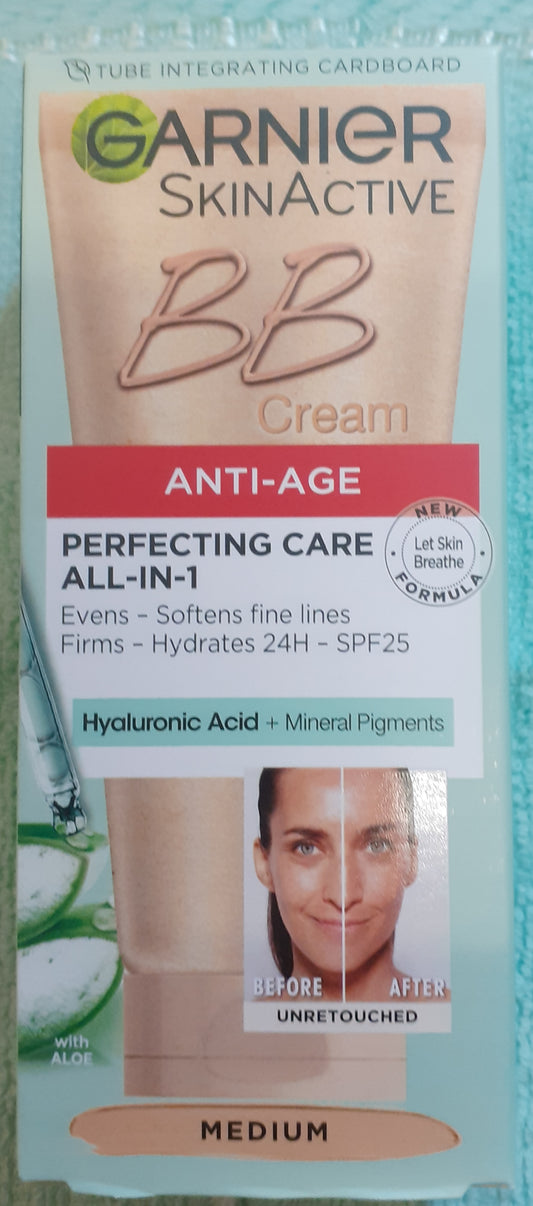 TUBE INTEGRATING CARDBOARD
GARNIER
SKINACTIVE
BB
Cream
ANTI-AGE
PERFECTING CARE
ALL-IN-1
NEW
Let Skin
Breathe
FORMULA
Evens – Softens fine lines
Firms – Hydrates 24H – SPF25
Hyaluronic Acid + Mineral Pigments
BEFORE AFTER
UNRETOUCHED
with
ALOE
MEDIUM